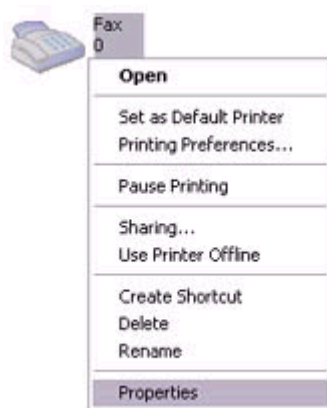 Fax
0
Open
Set as Default Printer
Printing Preferences...
Pause Printing
Sharing...
Use Printer Offline
Create Shortcut
Delete
Rename
Properties